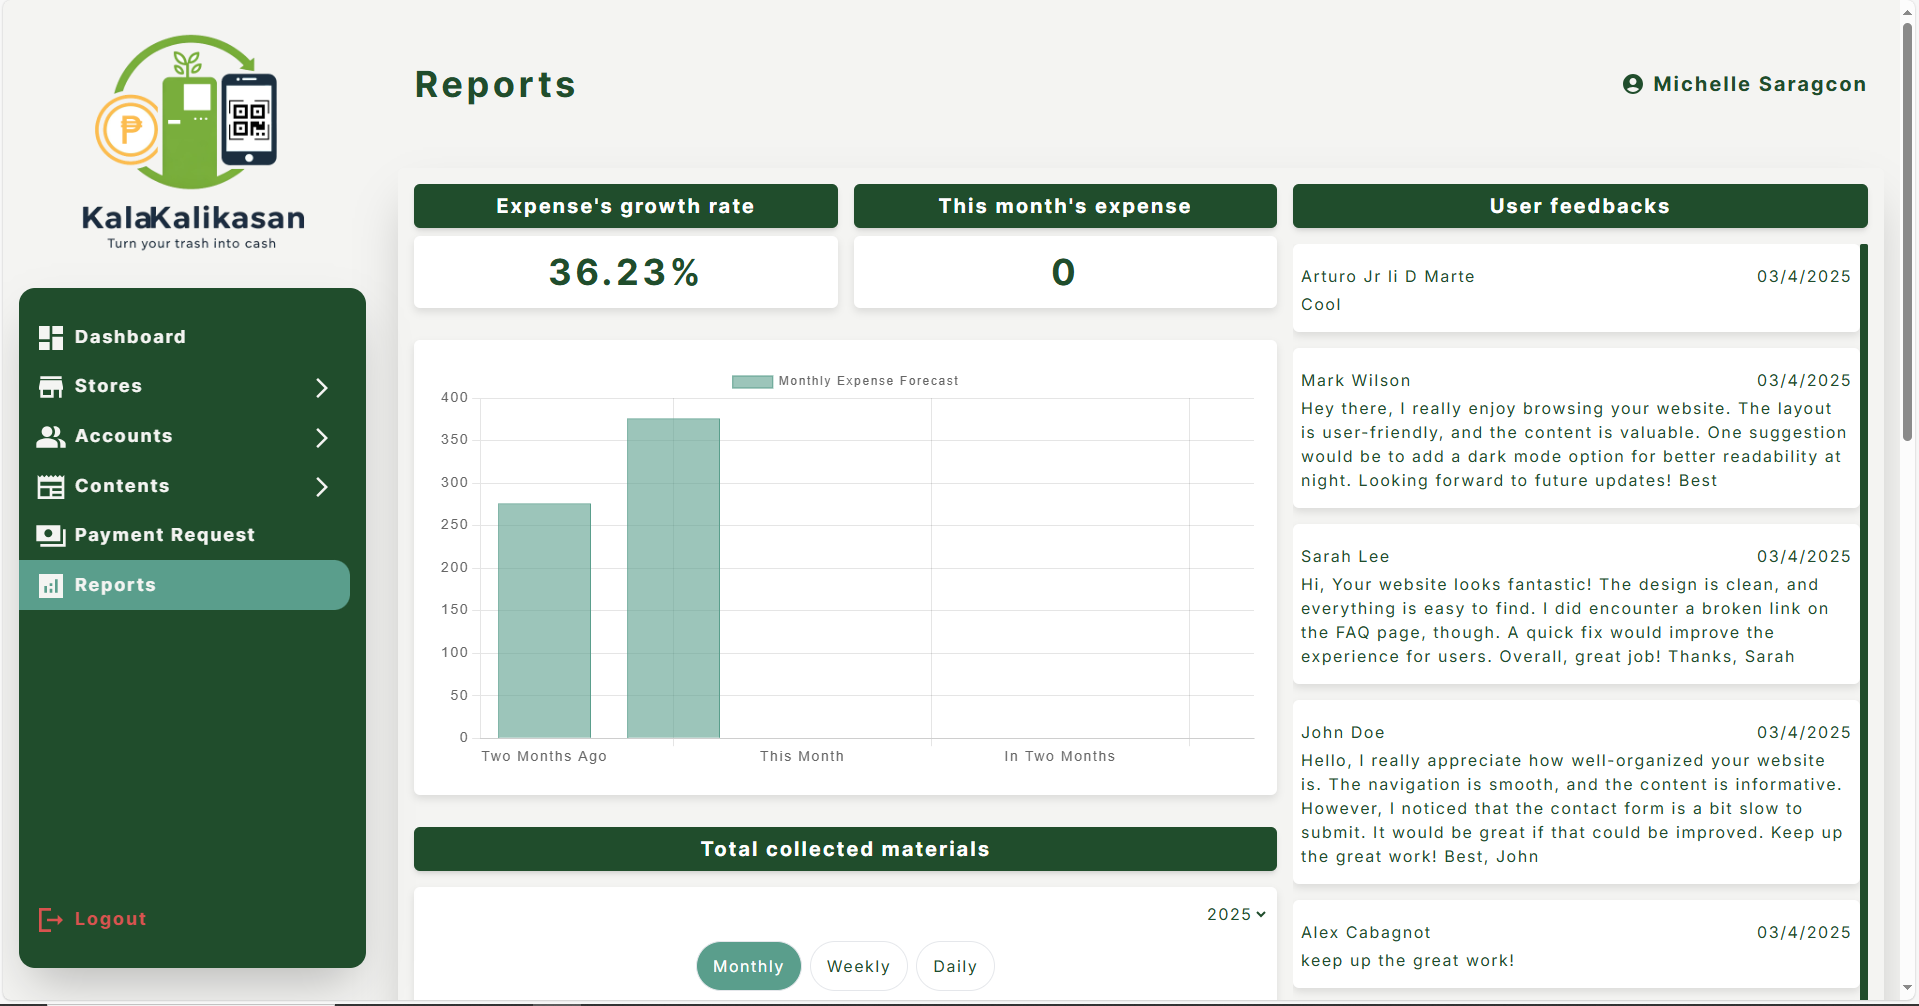 KalaKalikasan
Turn your trash into cash
Dashboard
Stores
Accounts
Contents
Payment Request
Reports
Logout
Reports
Michelle Saragcon
Expense's growth rate
36.23%
This month's expense
0
Monthly Expense Forecast
400
350
300
250
200
150
100
50
0
Two Months Ago
This Month
In Two Months
Total collected materials
2025
Monthly
Weekly
Daily
User feedbacks
Arturo Jr Ii D Marte
03/4/2025
Cool
Mark Wilson
03/4/2025
Hey there, I really enjoy browsing your website. The layout
is user-friendly, and the content is valuable. One suggestion
would be to add a dark mode option for better readability at
night. Looking forward to future updates! Best
Sarah Lee
03/4/2025
Hi, Your website looks fantastic! The design is clean, and
everything is easy to find. I did encounter a broken link on
the FAQ page, though. A quick fix would improve the
experience for users. Overall, great job! Thanks, Sarah
John Doe
03/4/2025
Hello, I really appreciate how well-organized your website
is. The navigation is smooth, and the content is informative.
However, I noticed that the contact form is a bit slow to
submit. It would be great if that could be improved. Keep up
the great work! Best, John
Alex Cabagnot
03/4/2025
keep up the great work!